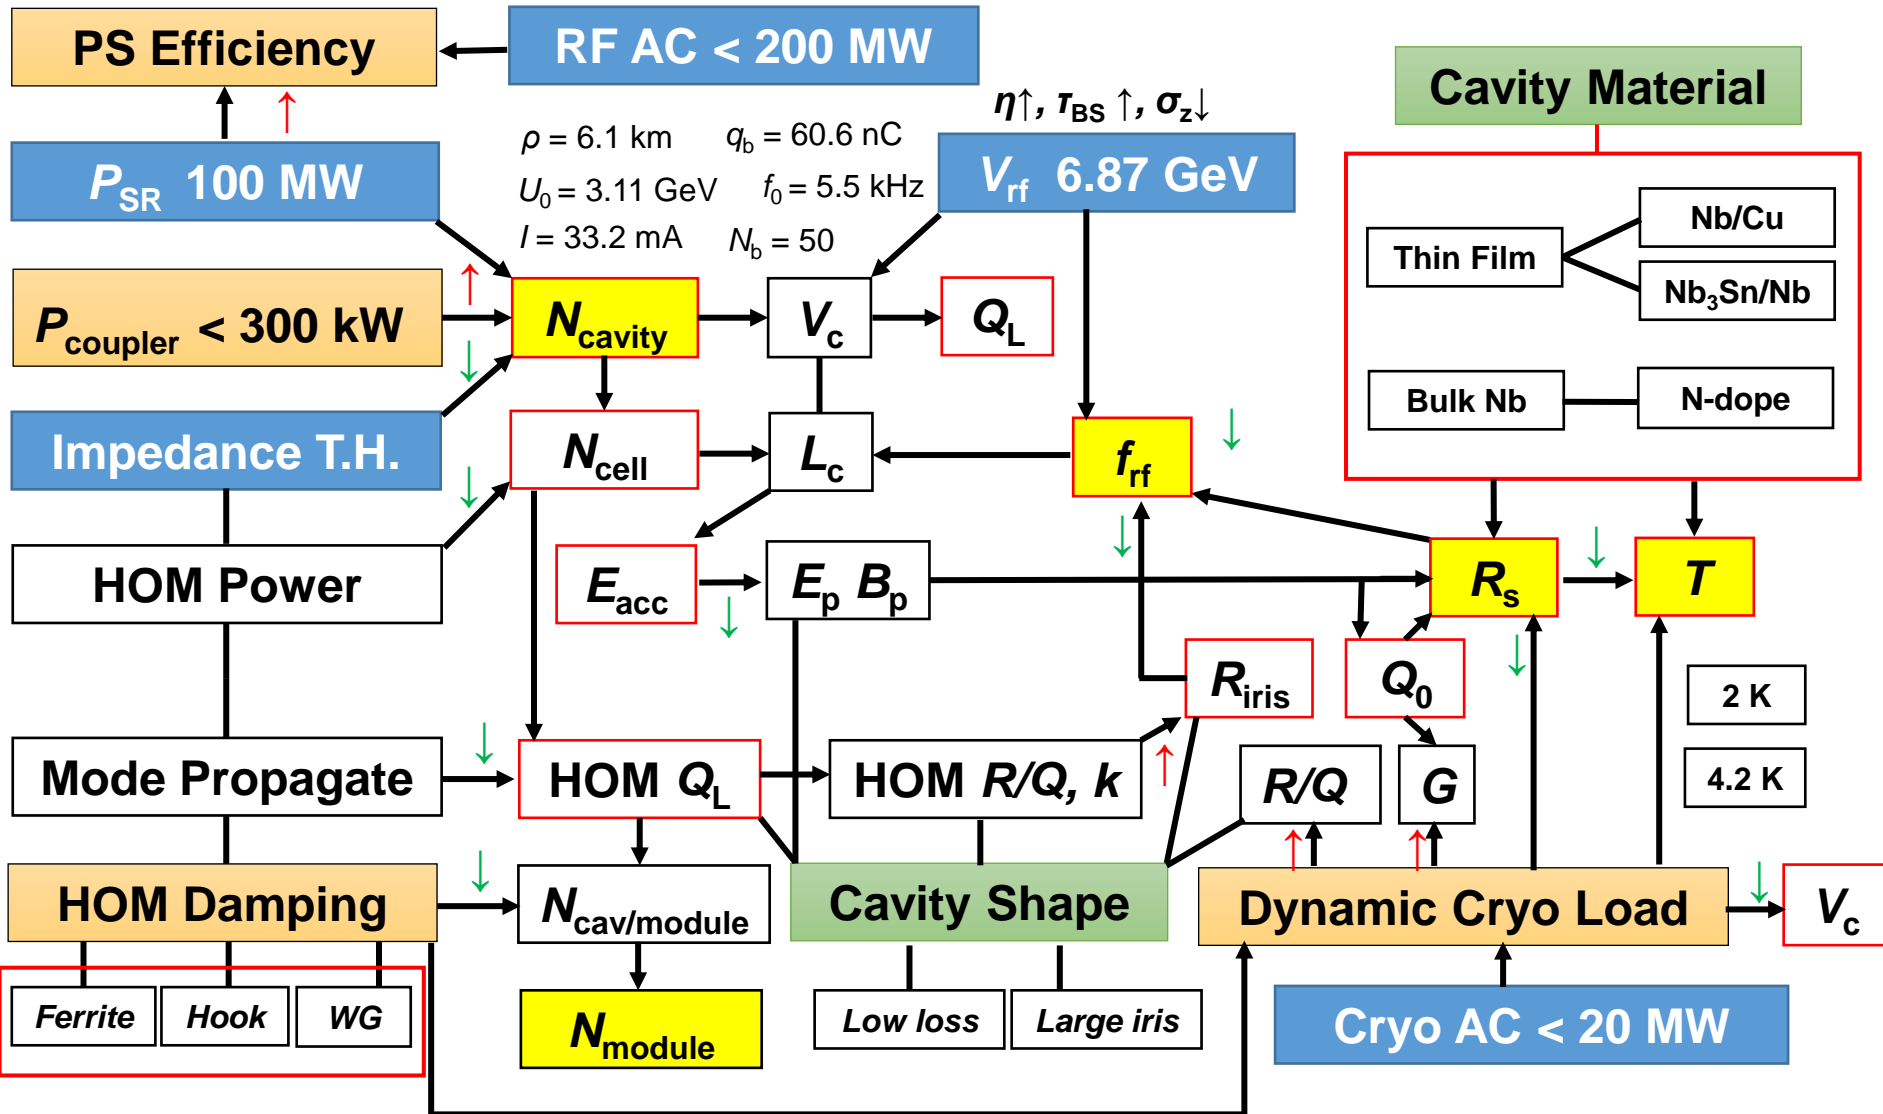 PS Efficiency
RF AC < 200 MW
Cavity Material
η↑, τBS ↑, σz↓
ρ = 6.1 km
qb = 60.6 nC
PSR 100 MW
Vrf 6.87 GeV
U0 = 3.11 GeV
f0 = 5.5 kHz
I = 33.2 mA
Nb = 50
Thin Film
Nb/Cu
Nb3Sn/Nb
Pcoupler < 300 kW
Ncavity
Vc
QL
Bulk Nb
N-dope
Impedance T.H.
Ncell
Lc
frf
HOM Power
Eacc
Ep Bp
Rs
T
Riris
Q0
2 K
Mode Propagate
HOM QL
HOM R/Q, k
R/Q
G
4.2 K
HOM Damping
Ncav/module
Cavity Shape
Dynamic Cryo Load
Vc
Ferrite
Hook
WG
Nmodule
Low loss
Large iris
Cryo AC < 20 MW